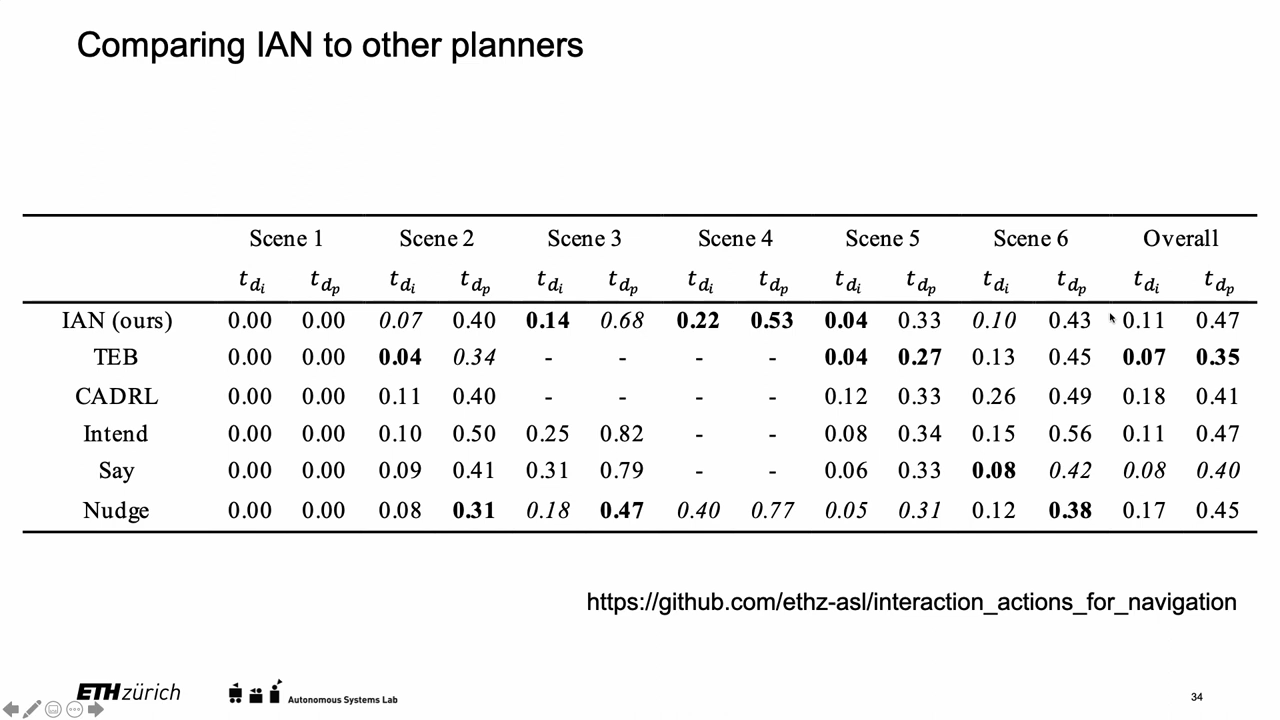 Comparing IAN to other planners
Scene 1 Scene 2 Scene 3 Scene 4 Scene 5 Scene 6 Overall
t_{d_i} t_{d_p} t_{d_i} t_{d_p} t_{d_i} t_{d_p} t_{d_i} t_{d_p} t_{d_i} t_{d_p} t_{d_i} t_{d_p} t_{d_i} t_{d_p}
IAN (ours) 0.00 0.00 0.07 0.40 0.14 0.68 0.22 0.53 0.04 0.33 0.10 0.43 0.11 0.47
TEB 0.00 0.00 0.04 0.34 - - - - 0.04 0.27 0.13 0.45 0.07 0.35
CADRL 0.00 0.00 0.11 0.40 - - - - 0.12 0.33 0.26 0.49 0.18 0.41
Intend 0.00 0.00 0.10 0.50 0.25 0.82 - - 0.08 0.34 0.15 0.56 0.11 0.47
Say 0.00 0.00 0.09 0.41 0.31 0.79 - - 0.06 0.33 0.08 0.42 0.08 0.40
Nudge 0.00 0.00 0.08 0.31 0.18 0.47 0.40 0.77 0.05 0.31 0.12 0.38 0.17 0.45
https://github.com/ethz-asl/interaction_actions_for_navigation
ETH zürich
Autonomous Systems Lab
34